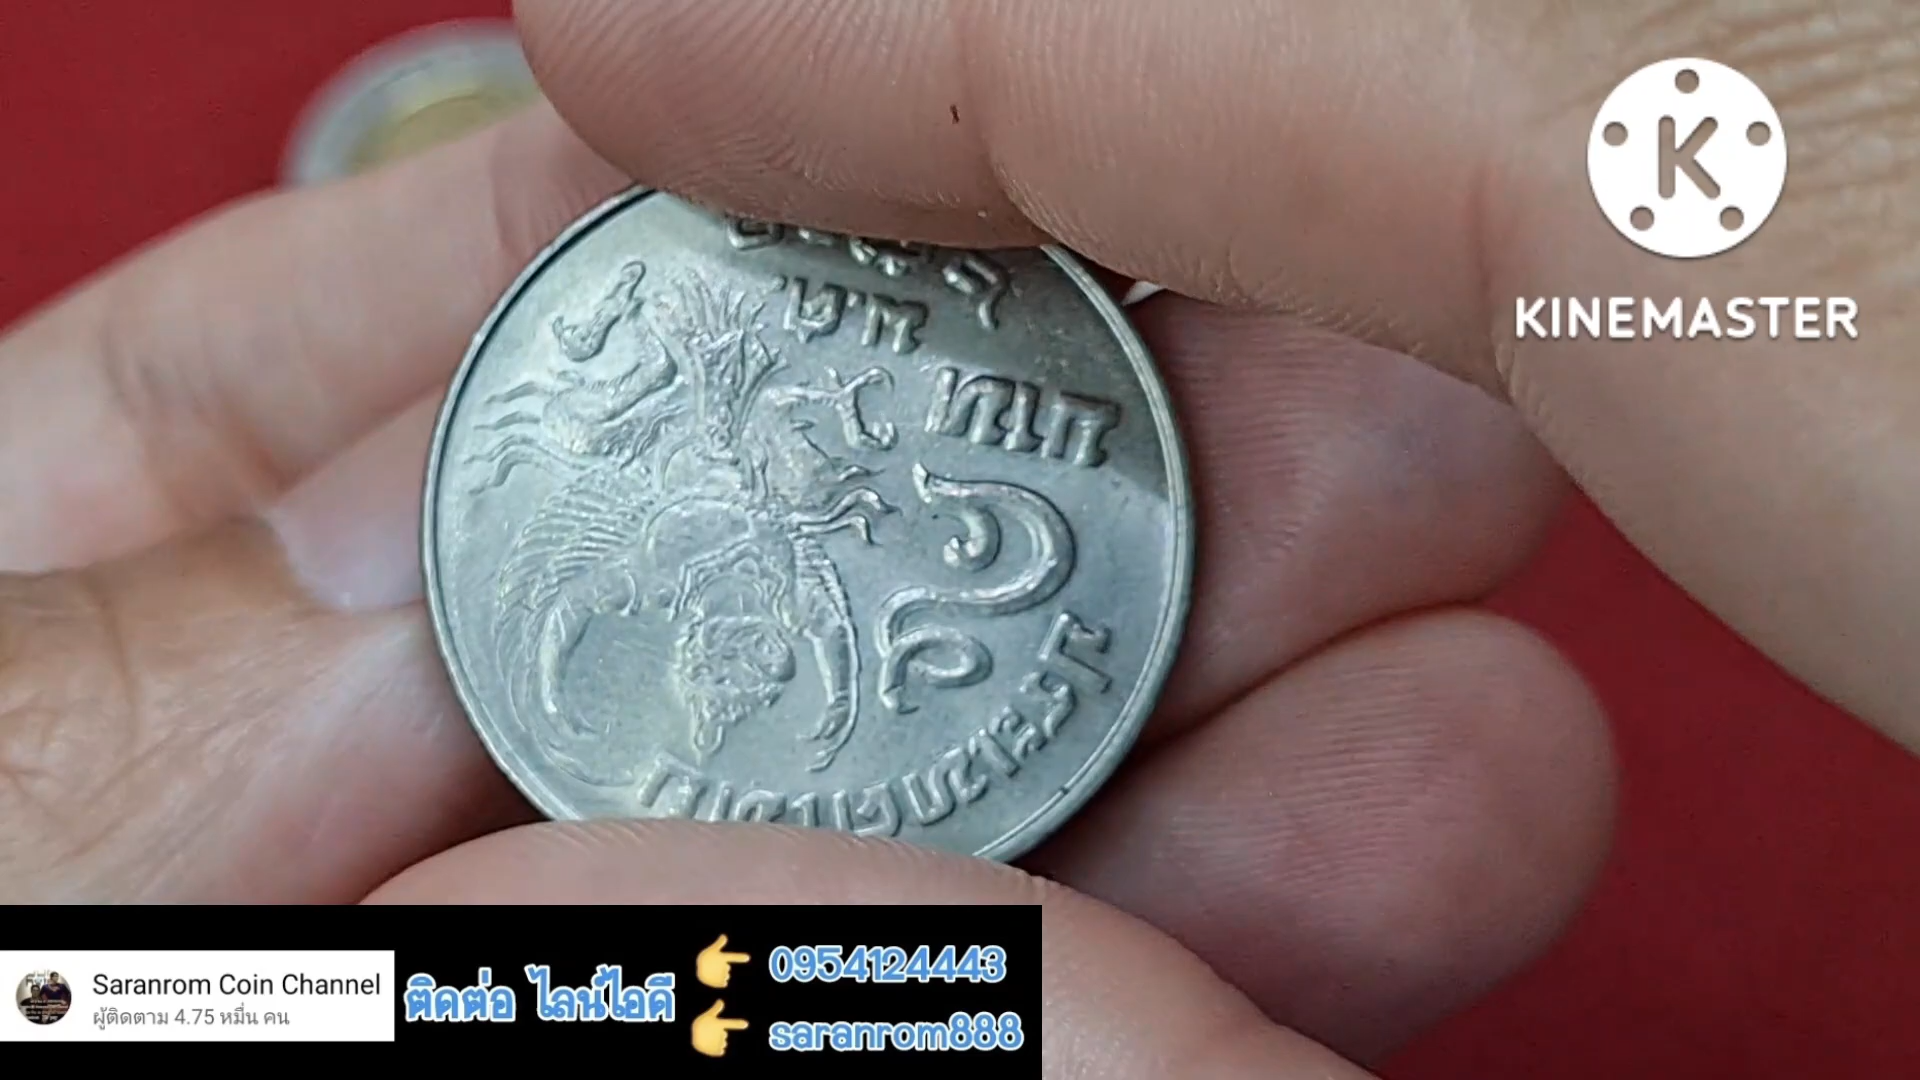 บาท
๕
KINEMASTER
Saranrom Coin Channel
ผู้ติดตาม 4.75 หมื่น คน
ติดต่อ ไลน์ไอดี
👉 0954124443
👉 saranrom888